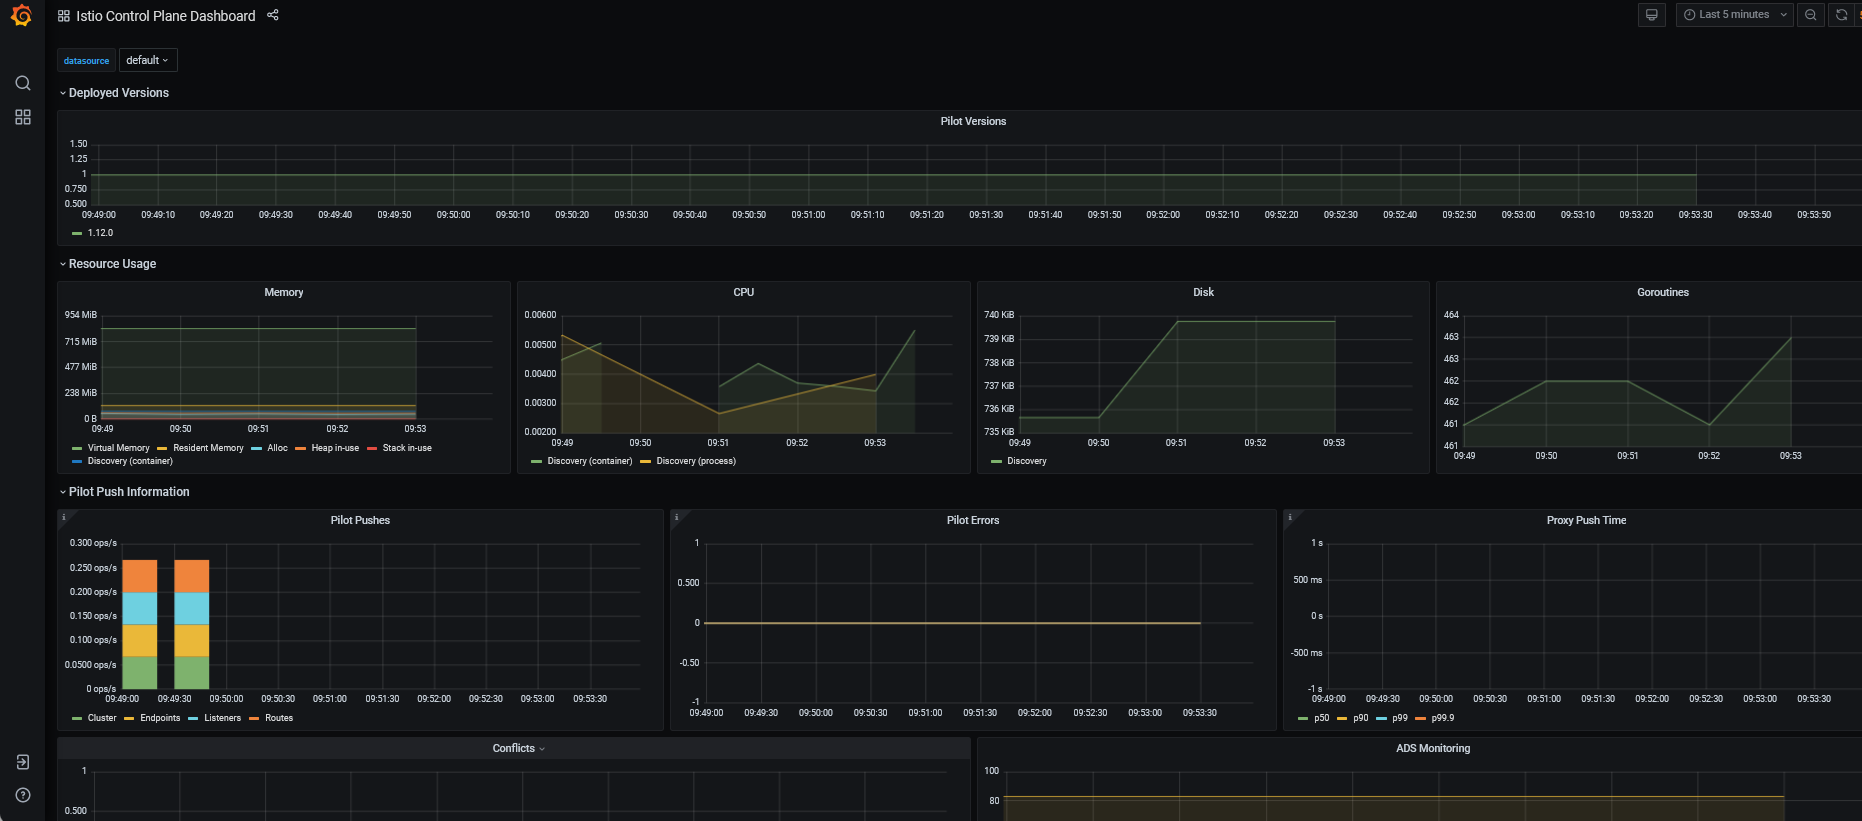 Istio Control Plane Dashboard
Last 5 minutes
datasource default
Deployed Versions
Pilot Versions
1.50
1.25
1
0.750
0.500
09:49:00 09:49:10 09:49:20 09:49:30 09:49:40 09:49:50 09:50:00 09:50:10 09:50:20 09:50:30 09:50:40 09:50:50 09:51:00 09:51:10 09:51:20 09:51:30 09:51:40 09:51:50 09:52:00 09:52:10 09:52:20 09:52:30 09:52:40 09:52:50 09:53:00 09:53:10 09:53:20 09:53:30 09:53:40 09:53:50
1.12.0
Resource Usage
Memory
954 MiB
715 MiB
477 MiB
238 MiB
0 B
09:49 09:50 09:51 09:52 09:53
Virtual Memory Resident Memory Alloc Heap in-use Stack in-use
Discovery (container)
CPU
0.00600
0.00500
0.00400
0.00300
0.00200
09:49 09:50 09:51 09:52 09:53
Discovery (container) Discovery (process)
Disk
740 KiB
739 KiB
738 KiB
737 KiB
736 KiB
735 KiB
09:49 09:50 09:51 09:52 09:53
Discovery
Goroutines
464
463
463
462
462
461
461
09:49 09:50 09:51 09:52 09:53
Pilot Push Information
Pilot Pushes
0.300 ops/s
0.250 ops/s
0.200 ops/s
0.150 ops/s
0.100 ops/s
0.0500 ops/s
0 ops/s
09:49:00 09:49:30 09:50:00 09:50:30 09:51:00 09:51:30 09:52:00 09:52:30 09:53:00 09:53:30
Cluster Endpoints Listeners Routes
Pilot Errors
1
0.500
0
-0.50
-1
09:49:00 09:49:30 09:50:00 09:50:30 09:51:00 09:51:30 09:52:00 09:52:30 09:53:00 09:53:30
Proxy Push Time
1 s
500 ms
0 s
-500 ms
-1 s
09:49:00 09:49:30 09:50:00 09:50:30 09:51:00 09:51:30 09:52:00 09:52:30 09:53:00 09:53:30
p50 p90 p99 p99.9
Conflicts
1
0.500
ADS Monitoring
100
80